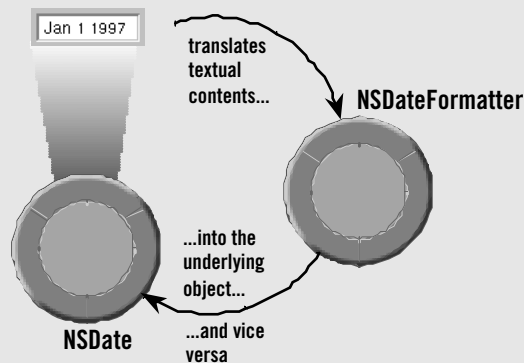 Jan 1 1997
translates
textual
contents...
NSDateFormatter
...into the
underlying
object...
NSDate
...and vice
versa